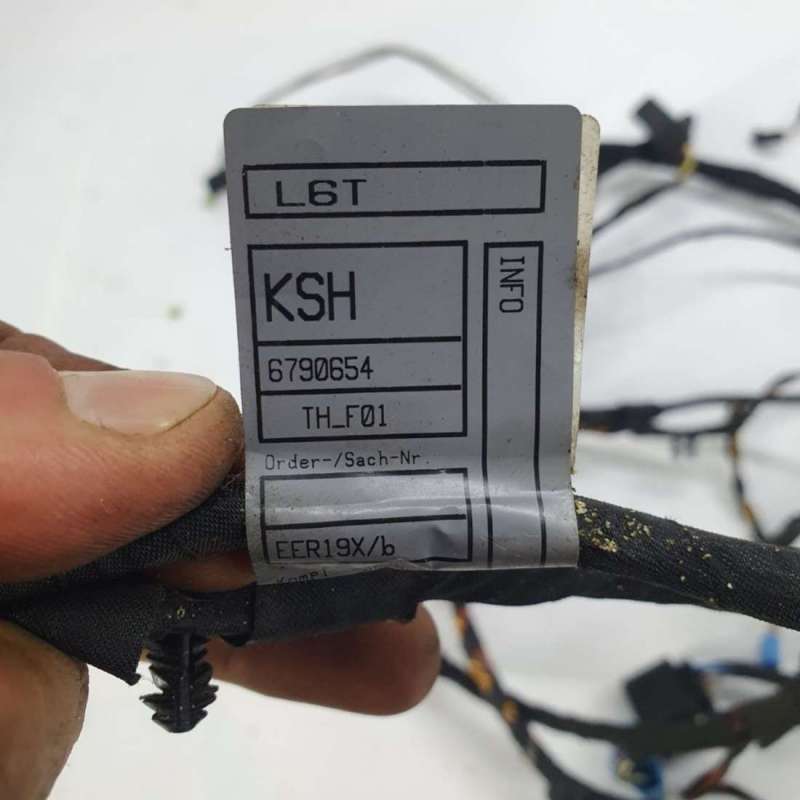 L6T
KSH
INFO
6790654
TH_F01
Order-/Sach-Nr.
EER19X/b